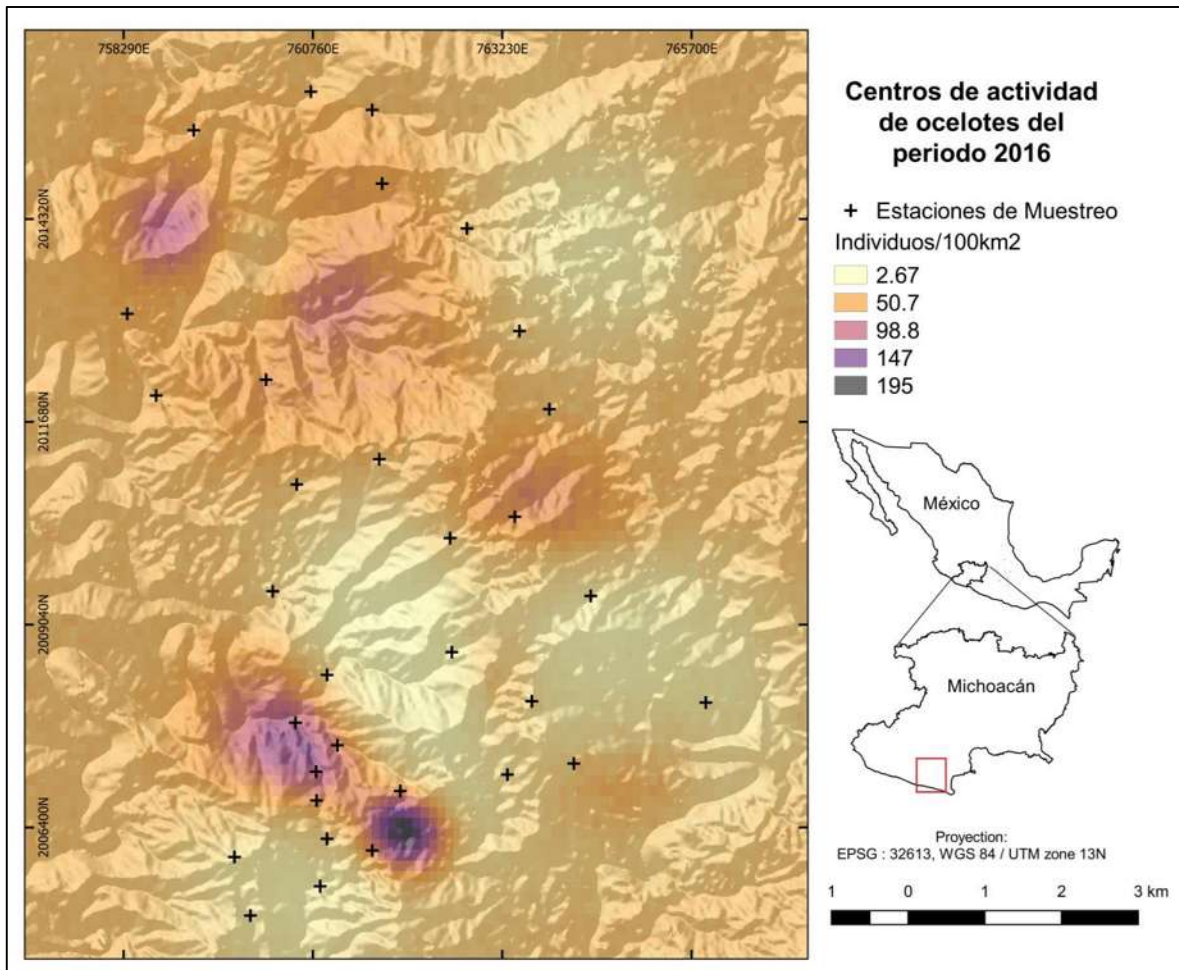 758290E
760760E
763230E
765700E
2014320N
2011680N
2009040N
2006400N
Centros de actividad
de ocelotes del
periodo 2016
+ Estaciones de Muestreo
Individuos/100km2
2.67
50.7
98.8
147
195
México
Michoacán
Proyection:
EPSG : 32613, WGS 84 / UTM zone 13N
1 0 1 2 3 km